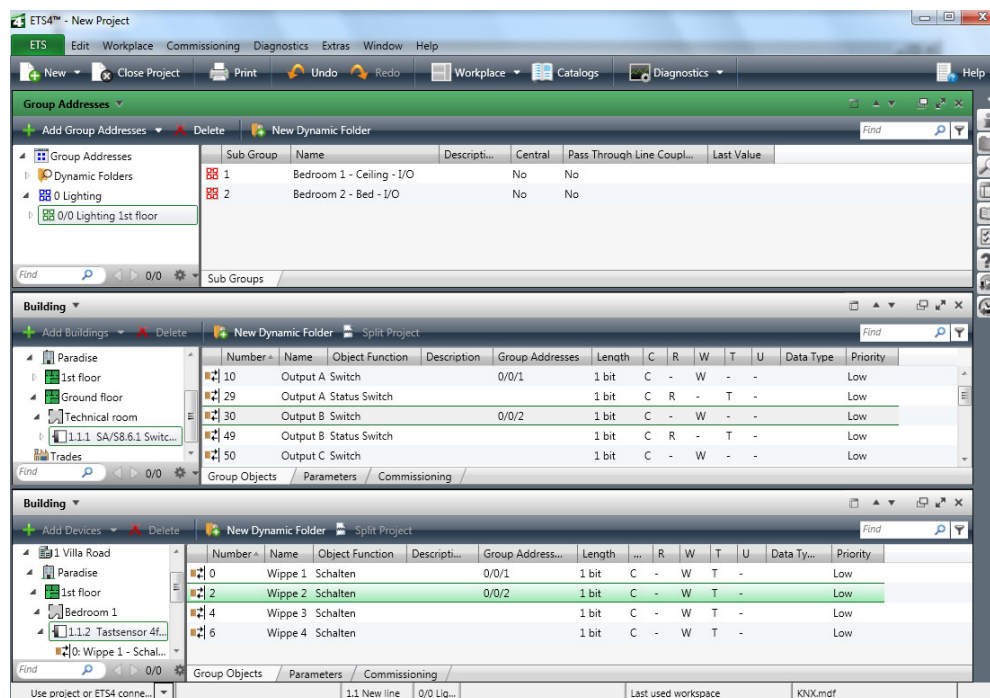 ETS4™ - New Project
ETS Edit Workplace Commissioning Diagnostics Extras Window Help
New Close Project Print Undo Redo Workplace Catalogs Diagnostics Help
Group Addresses
Add Group Addresses Delete New Dynamic Folder Find
Group Addresses
Dynamic Folders
0 Lighting
0/0 Lighting 1st floor
Find 0/0
Sub Group Name Descripti... Central Pass Through Line Coupl... Last Value
1 Bedroom 1 - Ceiling - I/O No No
2 Bedroom 2 - Bed - I/O No No
Sub Groups
Building
Add Buildings Delete New Dynamic Folder Split Project Find
Paradise
1st floor
Ground floor
Technical room
1.1.1 SA/S8.6.1 Switc...
Trades
Find 0/0
Number Name Object Function Description Group Addresses Length C R W T U Data Type Priority
10 Output A Switch 0/0/1 1 bit C - W - - Low
29 Output A Status Switch 1 bit C R - T - Low
30 Output B Switch 0/0/2 1 bit C - W - - Low
49 Output B Status Switch 1 bit C R - T - Low
50 Output C Switch 1 bit C - W - - Low
Group Objects Parameters Commissioning
Building
Add Devices Delete New Dynamic Folder Split Project Find
1 Villa Road
Paradise
1st floor
Bedroom 1
1.1.2 Tastsensor 4f...
0: Wippe 1 - Schal...
Find 0/0
Number Name Object Function Descripti... Group Address... Length ... R W T U Data Ty... Priority
0 Wippe 1 Schalten 0/0/1 1 bit C - W T - Low
2 Wippe 2 Schalten 0/0/2 1 bit C - W T - Low
4 Wippe 3 Schalten 1 bit C - W T - Low
6 Wippe 4 Schalten 1 bit C - W T - Low
Group Objects Parameters Commissioning
Use project or ETS4 conne... 1.1 New line 0/0 Lig... Last used workspace KNX.mdf